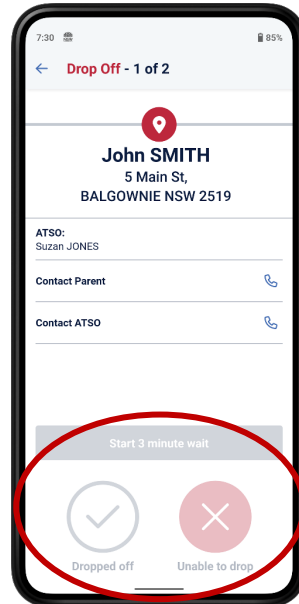 7:30
85%
Drop Off - 1 of 2
John SMITH
5 Main St,
BALGOWNIE NSW 2519
ATSO:
Suzan JONES
Contact Parent
Contact ATSO
Start 3 minute wait
Dropped off
Unable to drop